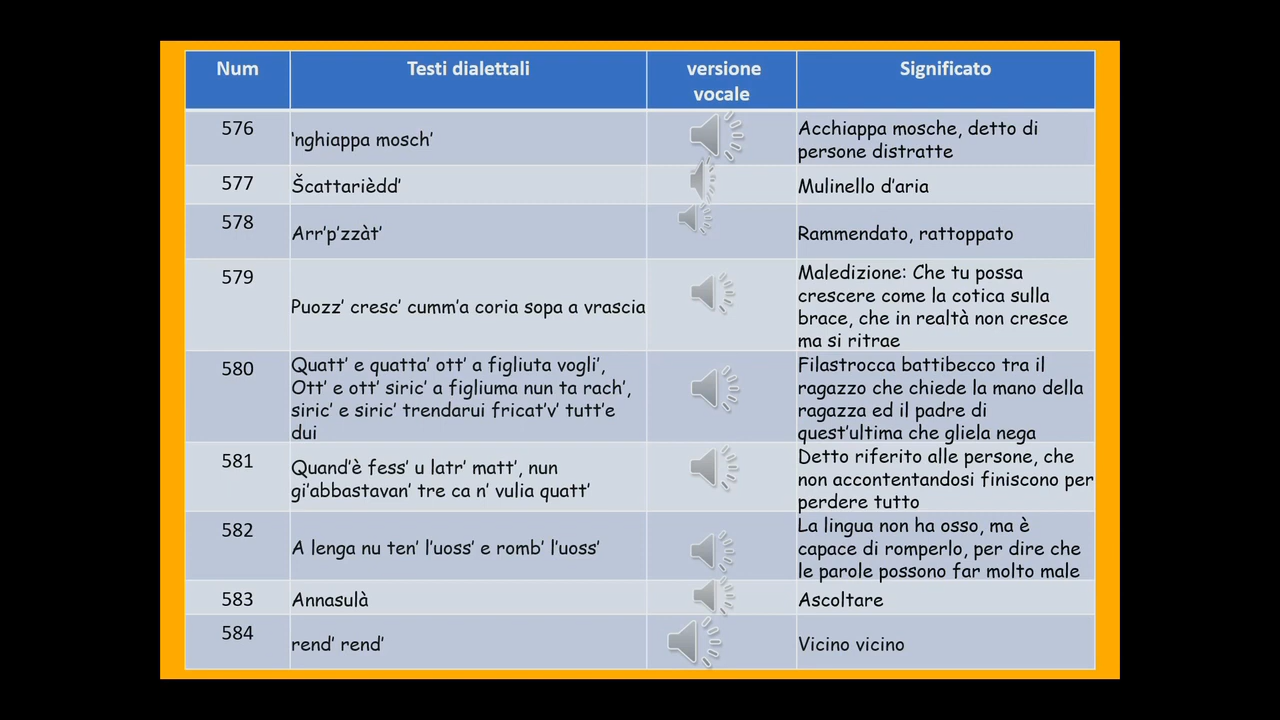 Num Testi dialettali versione vocale Significato
576 ‘nghiappa mosch’ Acchiappa mosche, detto di
persone distratte
577 Šcattarièdd’ Mulinello d’aria
578 Arr’p’zzàt’ Rammendato, rattoppato
579 Puozz’ cresc’ cumm’a coria sopa a vrascia
Maledizione: Che tu possa
crescere come la cotica sulla
brace, che in realtà non cresce
ma si ritrae
580
Quatt’ e quatta’ ott’ a figliuta vogli’,
Ott’ e ott’ siric’ a figliuma nun ta rach’,
siric’ e siric’ trendarui fricat’v’ tutt’e
dui
Filastrocca battibecco tra il
ragazzo che chiede la mano della
ragazza ed il padre di
quest’ultima che gliela nega
581
Quand’è fess’ u latr’ matt’, nun
gi’abbastavan’ tre ca n’ vulia quatt’
Detto riferito alle persone, che
non accontentandosi finiscono per
perdere tutto
582 A lenga nu ten’ l’uoss’ e romb’ l’uoss’
La lingua non ha osso, ma è
capace di romperlo, per dire che
le parole possono far molto male
583 Annasulà Ascoltare
584 rend’ rend’ Vicino vicino